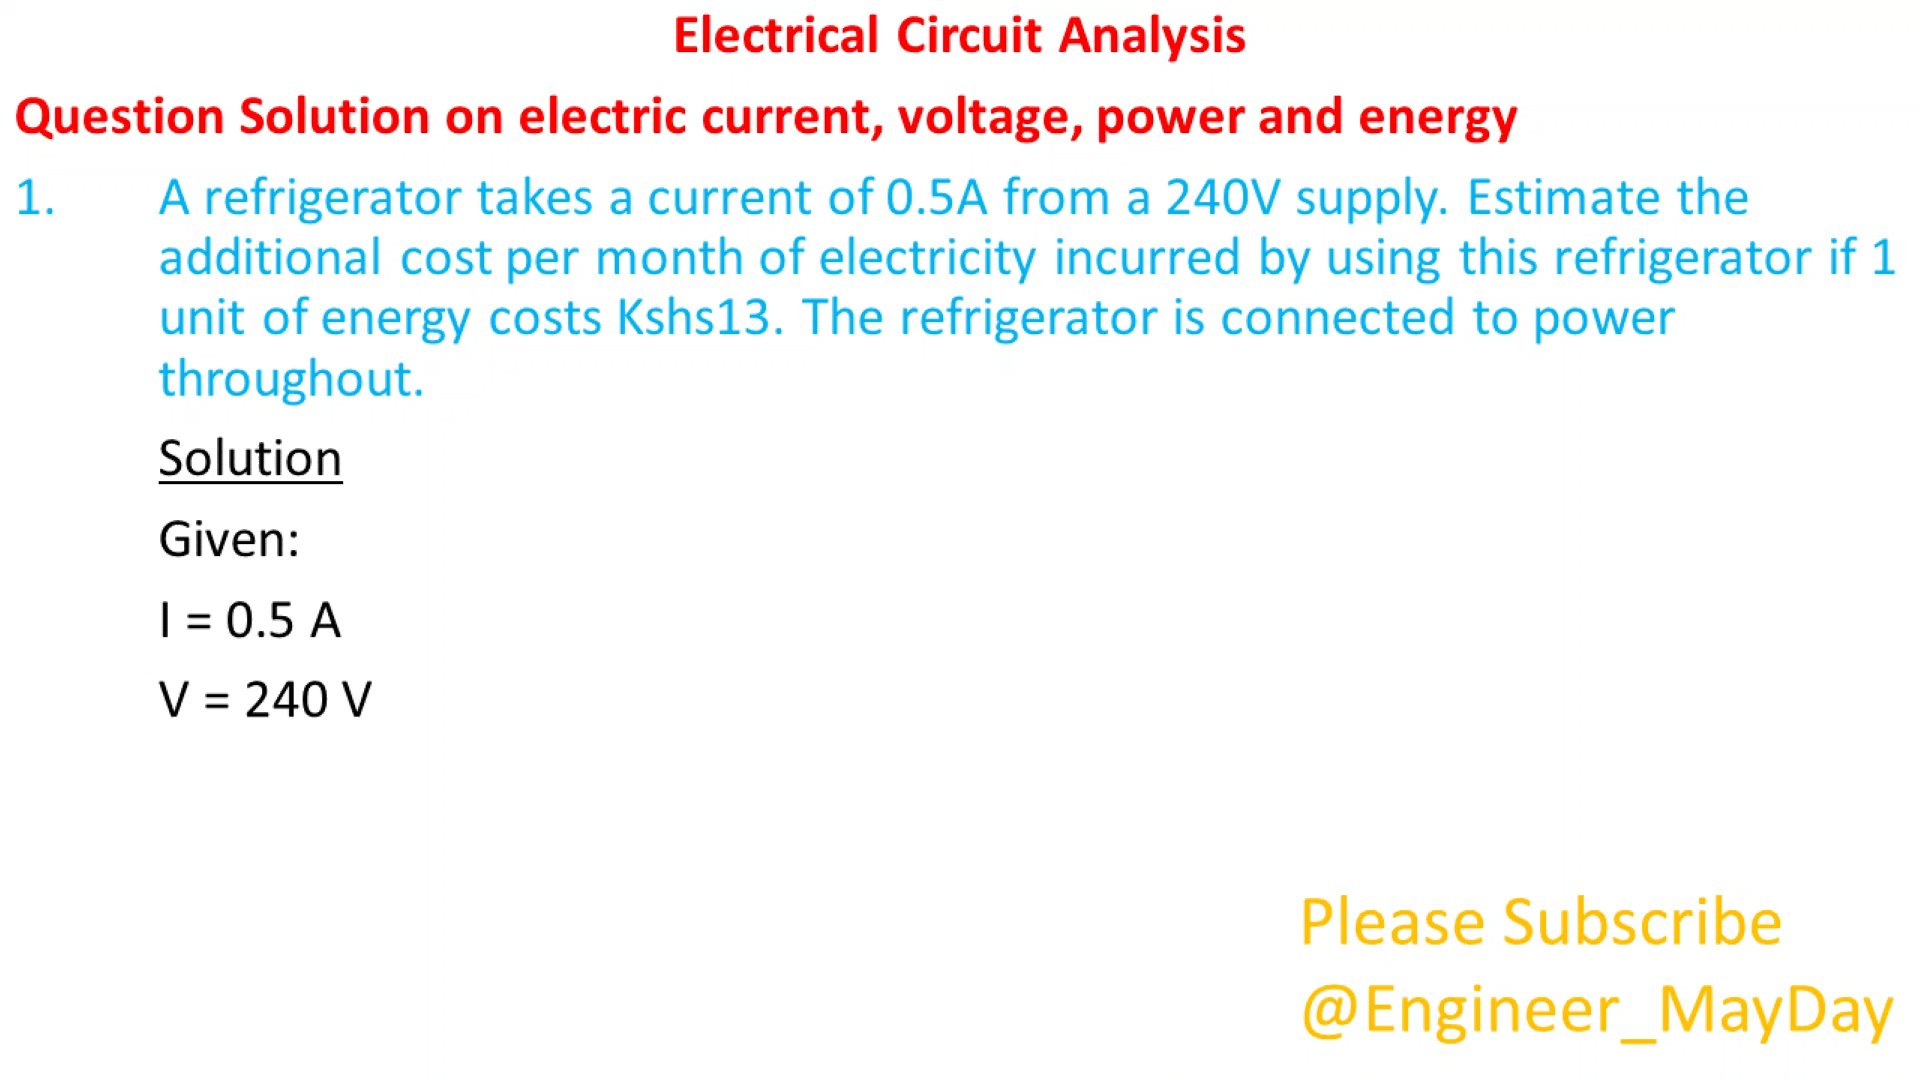 Electrical Circuit Analysis
Question Solution on electric current, voltage, power and energy
1. A refrigerator takes a current of 0.5A from a 240V supply. Estimate the
additional cost per month of electricity incurred by using this refrigerator if 1
unit of energy costs Kshs13. The refrigerator is connected to power
throughout.
Solution
Given:
I = 0.5 A
V = 240 V
Please Subscribe
@Engineer_MayDay